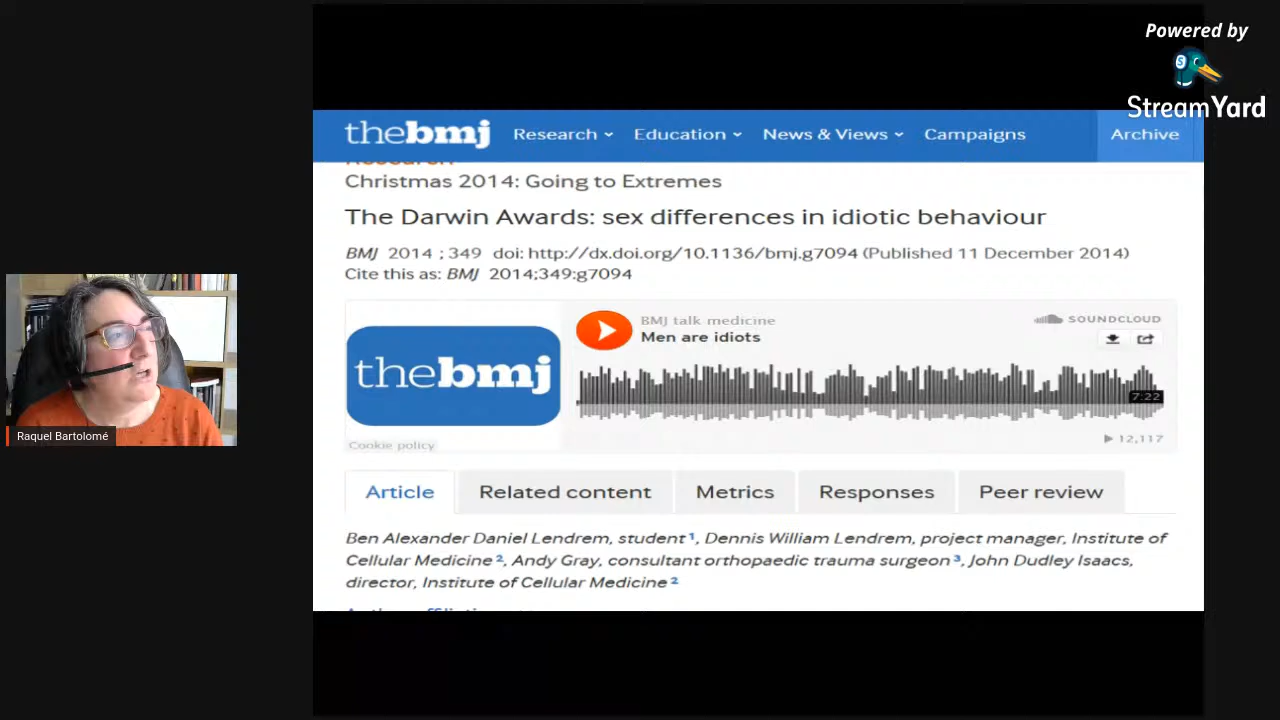 Powered by
StreamYard
thebmj Research Education News & Views Campaigns Archive
Research
Christmas 2014: Going to Extremes
The Darwin Awards: sex differences in idiotic behaviour
BMJ 2014 ; 349 doi: http://dx.doi.org/10.1136/bmj.g7094 (Published 11 December 2014)
Cite this as: BMJ 2014;349:g7094
thebmj
BMJ talk medicine
Men are idiots
SOUNDCLOUD
7:22
12,117
Cookie policy
Article Related content Metrics Responses Peer review
Ben Alexander Daniel Lendrem, student 1, Dennis William Lendrem, project manager, Institute of
Cellular Medicine 2, Andy Gray, consultant orthopaedic trauma surgeon 3, John Dudley Isaacs,
director, Institute of Cellular Medicine 2
Raquel Bartolomé